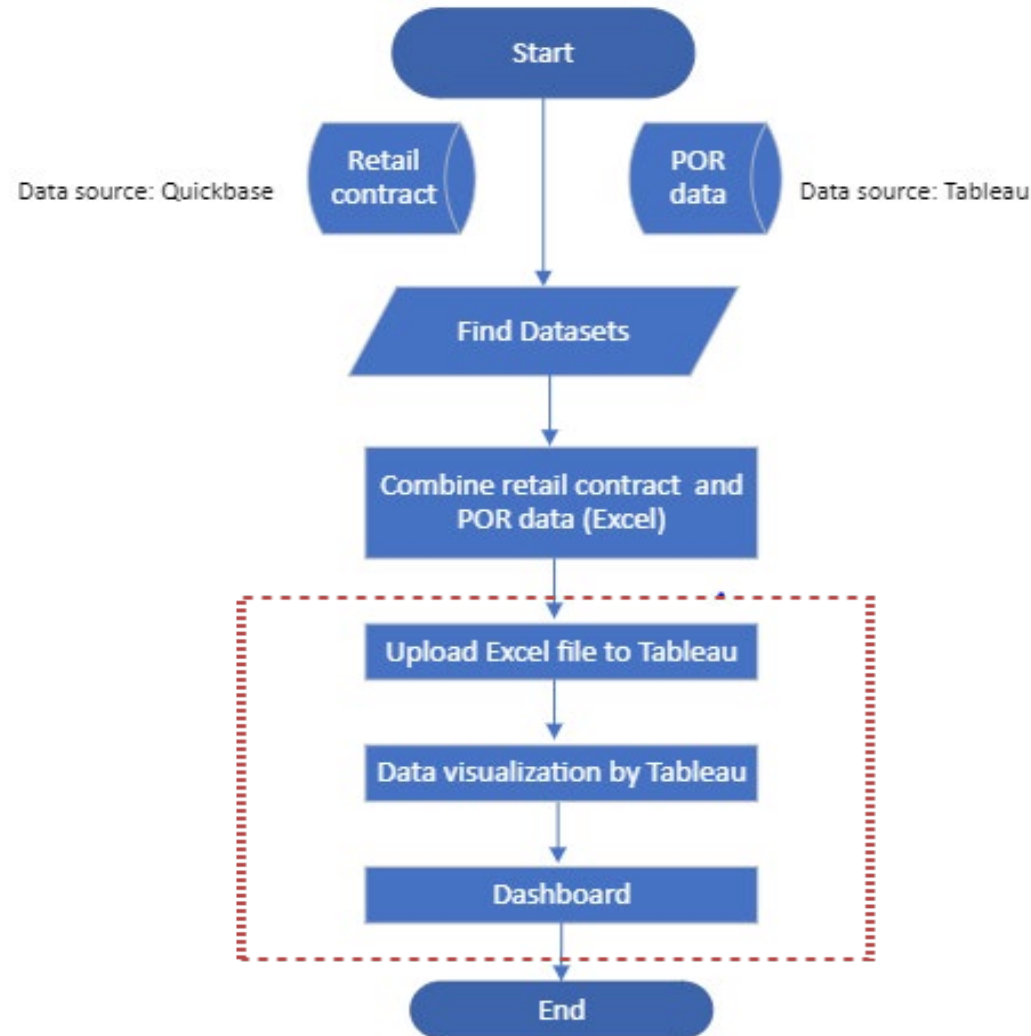 Start
Data source: Quickbase
Retail
contract
POR
data
Data source: Tableau
Find Datasets
Combine retail contract and
POR data (Excel)
Upload Excel file to Tableau
Data visualization by Tableau
Dashboard
End